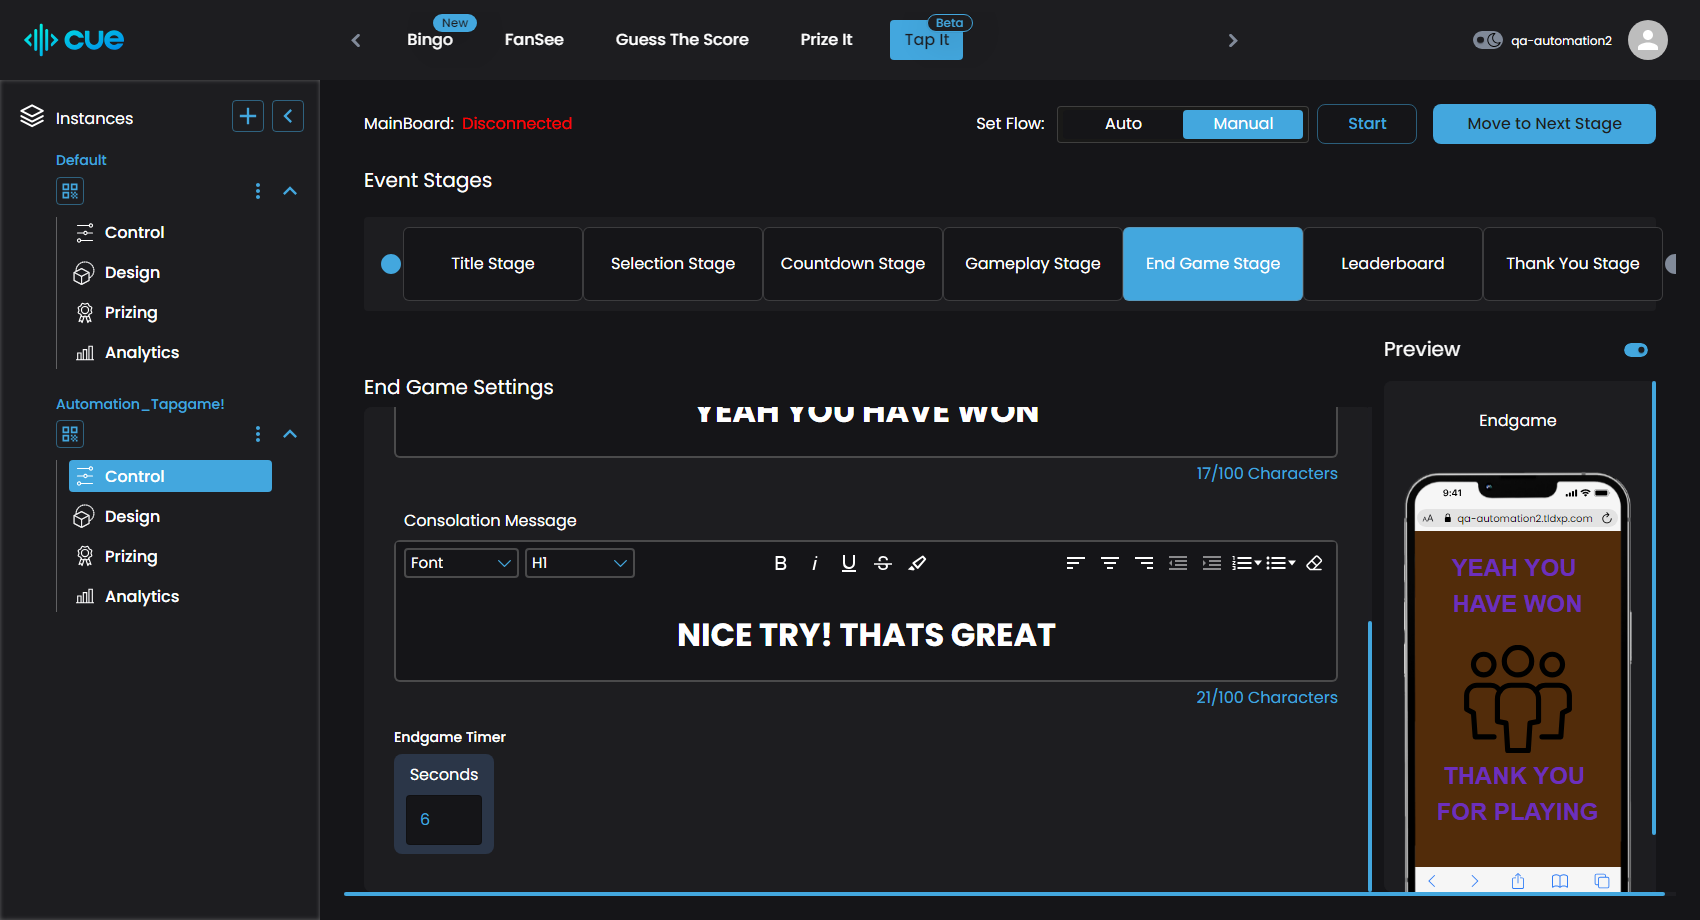 cue
Bingo
New
FanSee
Guess The Score
Prize It
Tap It
Beta
qa-automation2
Instances
Default
Control
Design
Prizing
Analytics
Automation_Tapgame!
Control
Design
Prizing
Analytics
MainBoard: Disconnected
Set Flow:
Auto
Manual
Start
Move to Next Stage
Event Stages
Title Stage
Selection Stage
Countdown Stage
Gameplay Stage
End Game Stage
Leaderboard
Thank You Stage
End Game Settings
YEAH YOU HAVE WON
17/100 Characters
Consolation Message
Font
H1
B
i
U
S
NICE TRY! THATS GREAT
21/100 Characters
Endgame Timer
Seconds
6
Preview
Endgame
9:41
AA qa-automation2.tldxp.com
YEAH YOU
HAVE WON
THANK YOU
FOR PLAYING